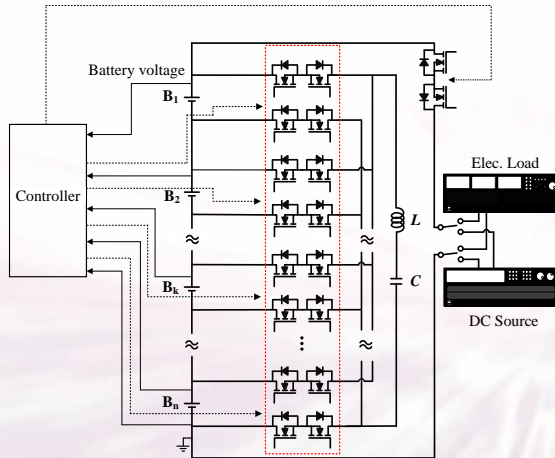 Battery voltage
B1
Controller
B2
Bk
Bn
L
C
Elec. Load
DC Source